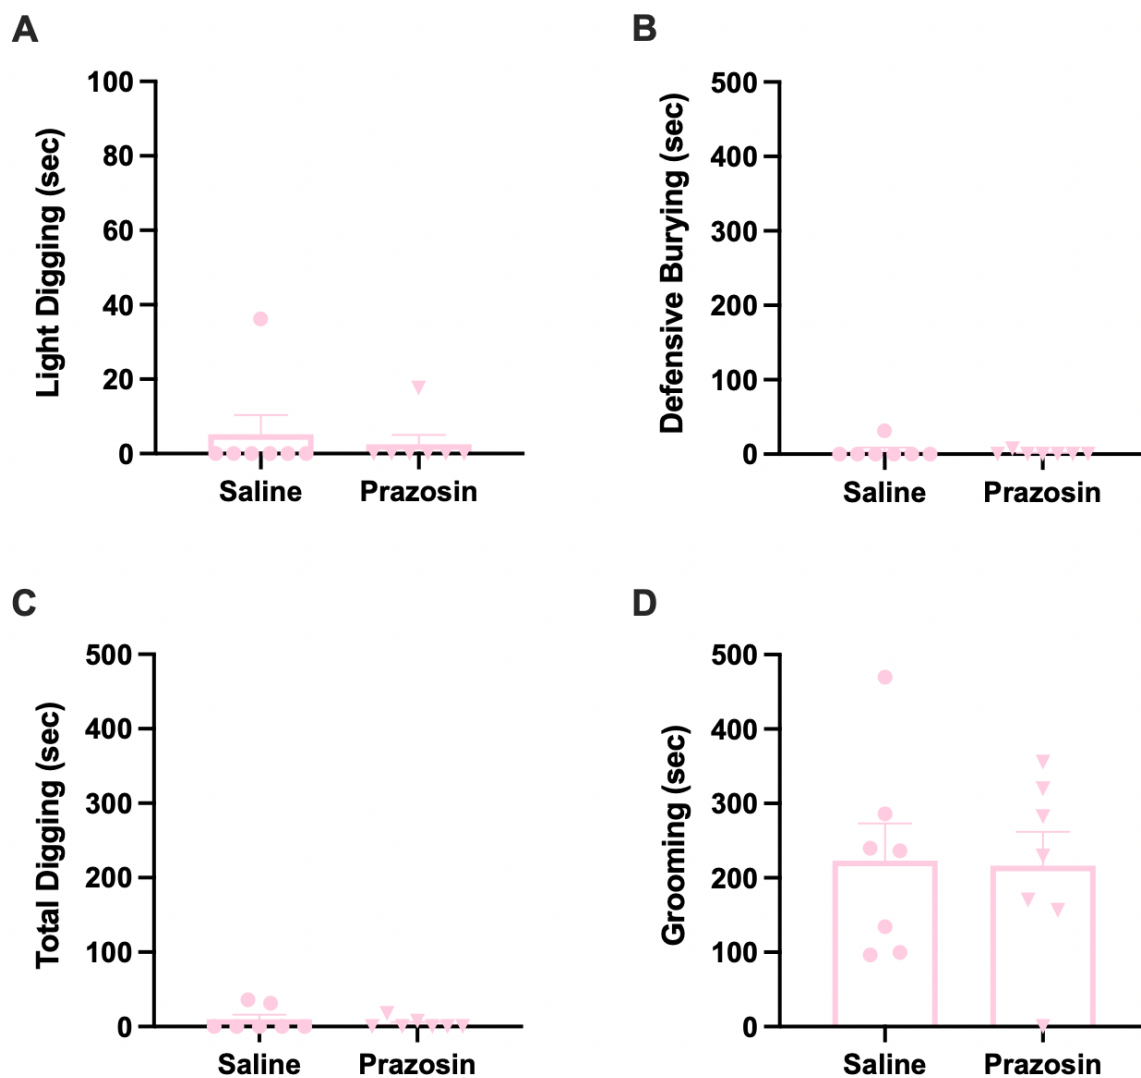 A
Light Digging (sec)
100
80
60
40
20
0
Saline
Prazosin
B
Defensive Burying (sec)
500
400
300
200
100
0
Saline
Prazosin
C
Total Digging (sec)
500
400
300
200
100
0
Saline
Prazosin
D
Grooming (sec)
500
400
300
200
100
0
Saline
Prazosin